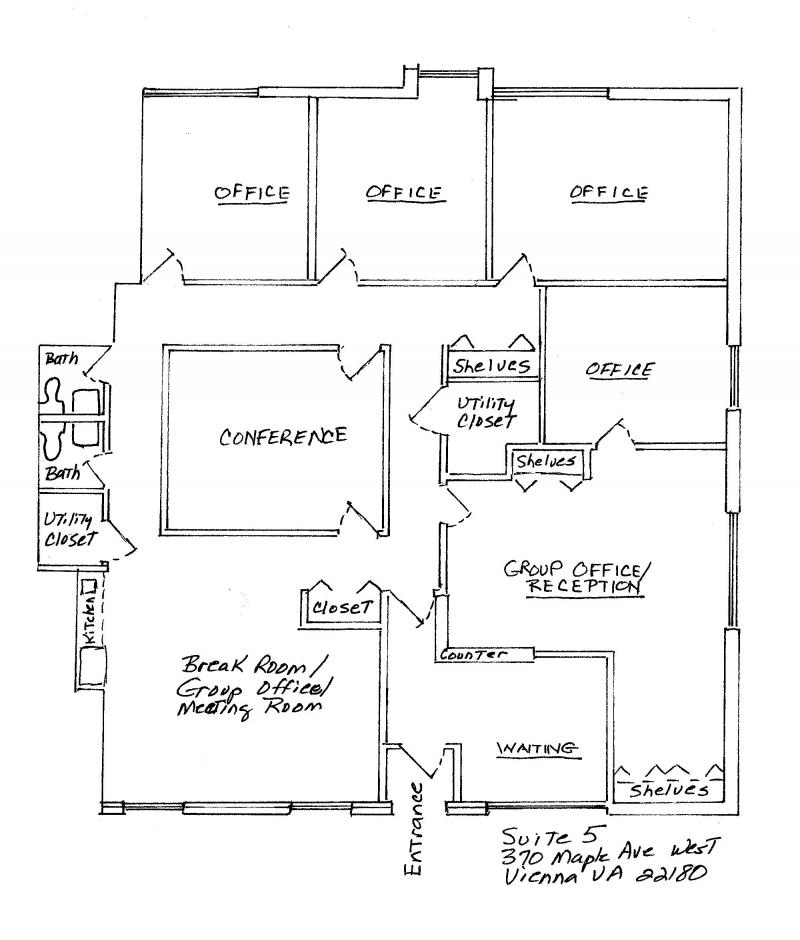 OFFICE
OFFICE
OFFICE
Bath
Shelves
OFFICE
Utility
Closet
CONFERENCE
Bath
Shelves
Utility
Closet
GROUP OFFICE/
RECEPTION
Kitchen
Closet
Counter
Break Room/
Group Office/
Meeting Room
WAITING
Shelves
Entrance
Suite 5
370 Maple Ave West
Vienna VA 22180